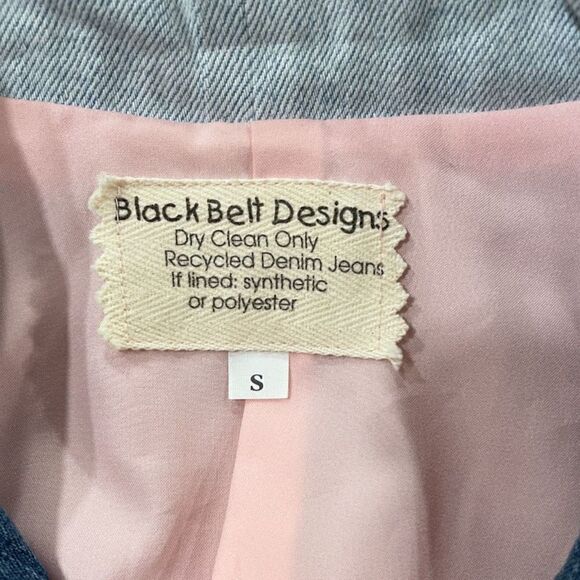 Black Belt Designs
Dry Clean Only
Recycled Denim Jeans
If lined: synthetic
or polyester
S